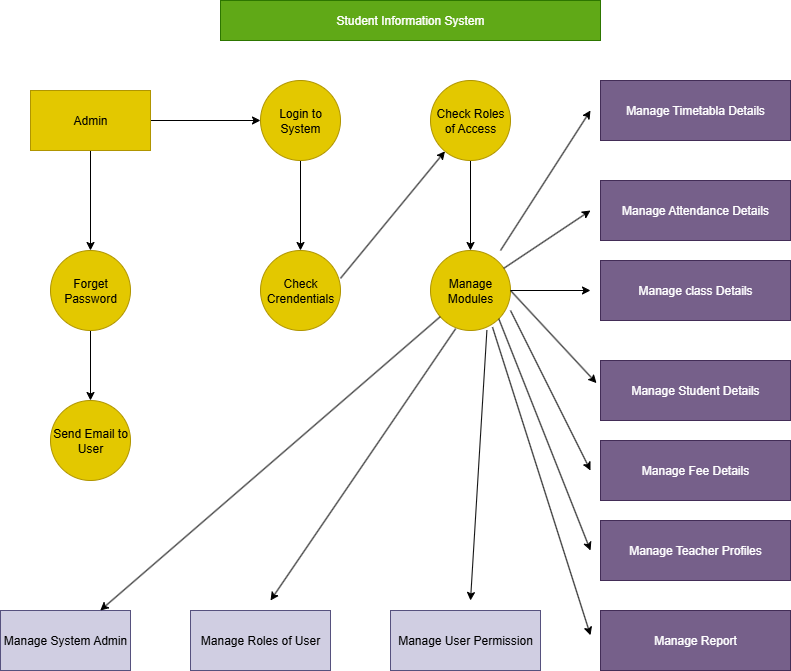 Student Information System
Admin
Login to
System
Check Roles
of Access
Manage Timetabla Details
Manage Attendance Details
Forget
Password
Check
Crendentials
Manage
Modules
Manage class Details
Manage Student Details
Send Email to
User
Manage Fee Details
Manage Teacher Profiles
Manage System Admin
Manage Roles of User
Manage User Permission
Manage Report